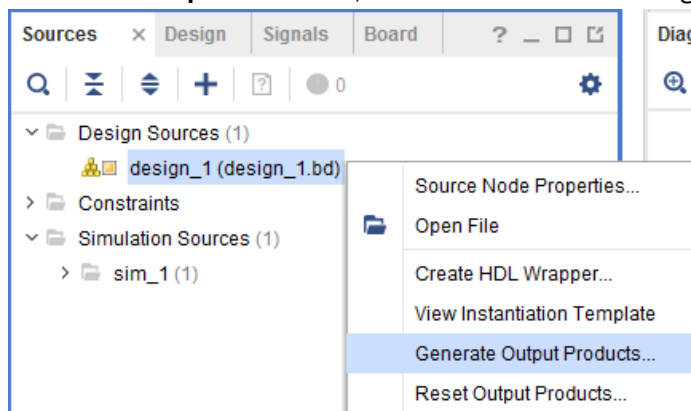 Sources × Design Signals Board ? Diag
0
Design Sources (1)
design_1 (design_1.bd)
Source Node Properties...
Constraints
Open File
Simulation Sources (1)
sim_1 (1)
Create HDL Wrapper...
View Instantiation Template
Generate Output Products...
Reset Output Products...